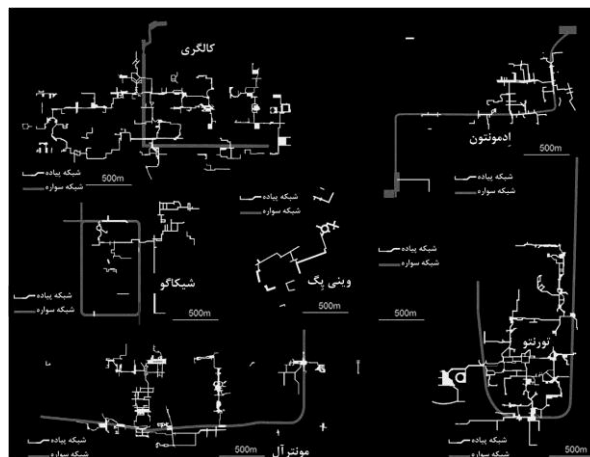 کالگری
شبکه پیاده
شبکه سواره
500m
اِدمونتون
شبکه پیاده
شبکه سواره
500m
شیکاگو
شبکه پیاده
شبکه سواره
500m
شبکه پیاده
شبکه سواره
وینی پگ
500m
شبکه پیاده
شبکه سواره
500m
تورنتو
شبکه پیاده
شبکه سواره
500m
مونترآل
شبکه پیاده
شبکه سواره
500m